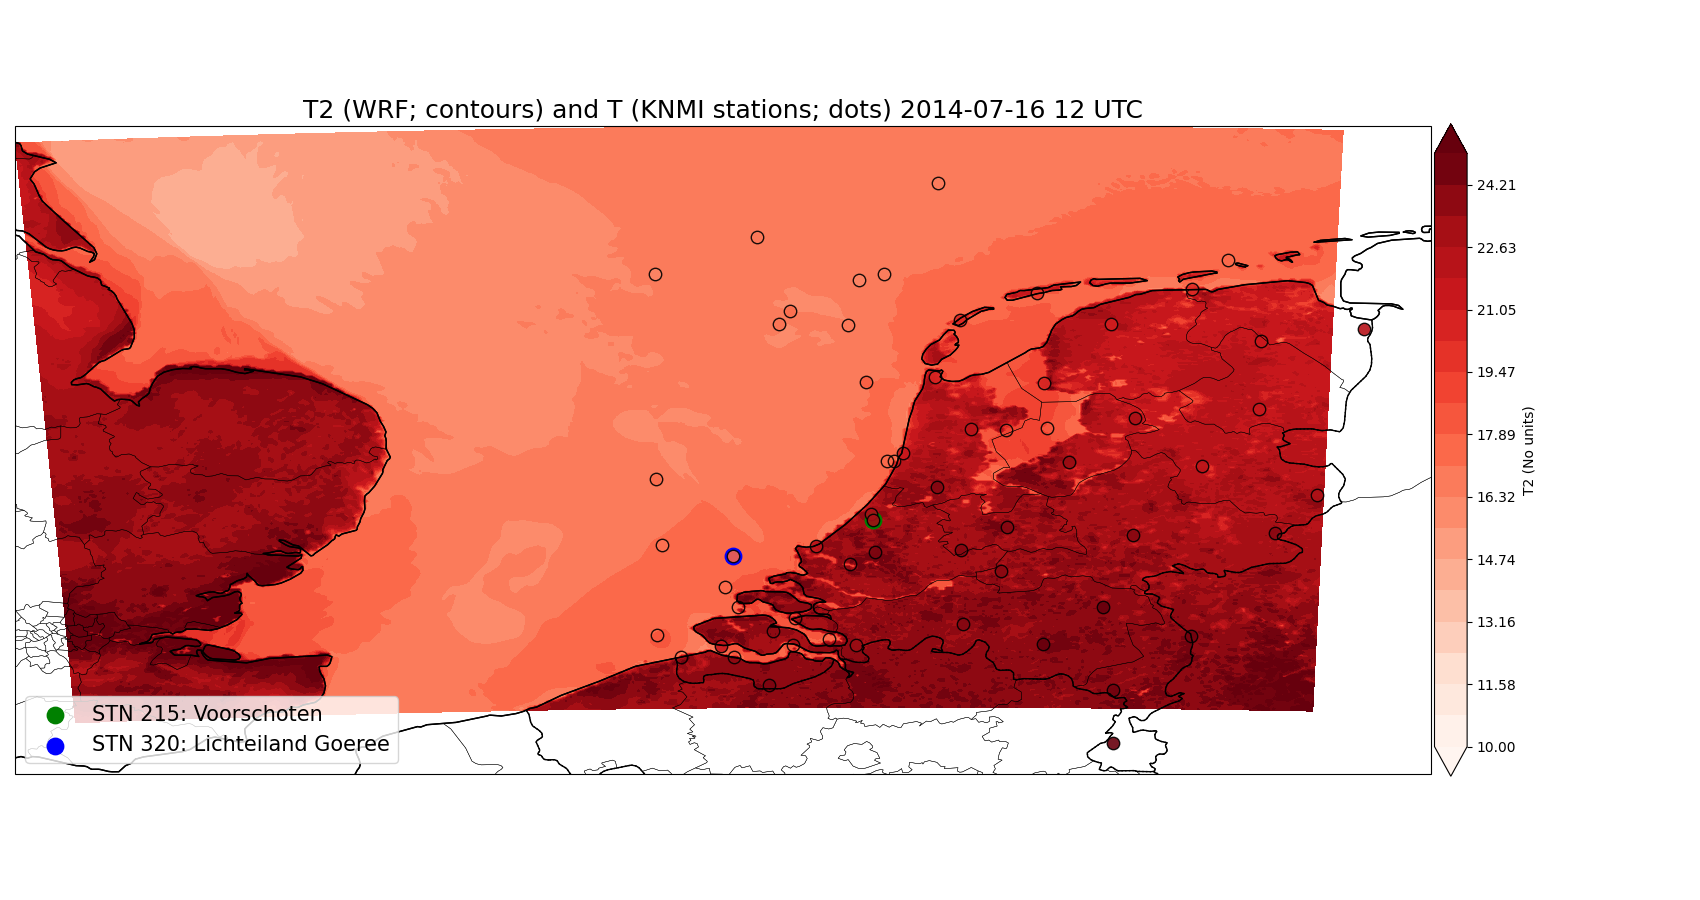 T2 (WRF; contours) and T (KNMI stations; dots) 2014-07-16 12 UTC
24.21
22.63
21.05
19.47
17.89
16.32
14.74
13.16
11.58
10.00
T2 (No units)
STN 215: Voorschoten
STN 320: Lichteiland Goeree